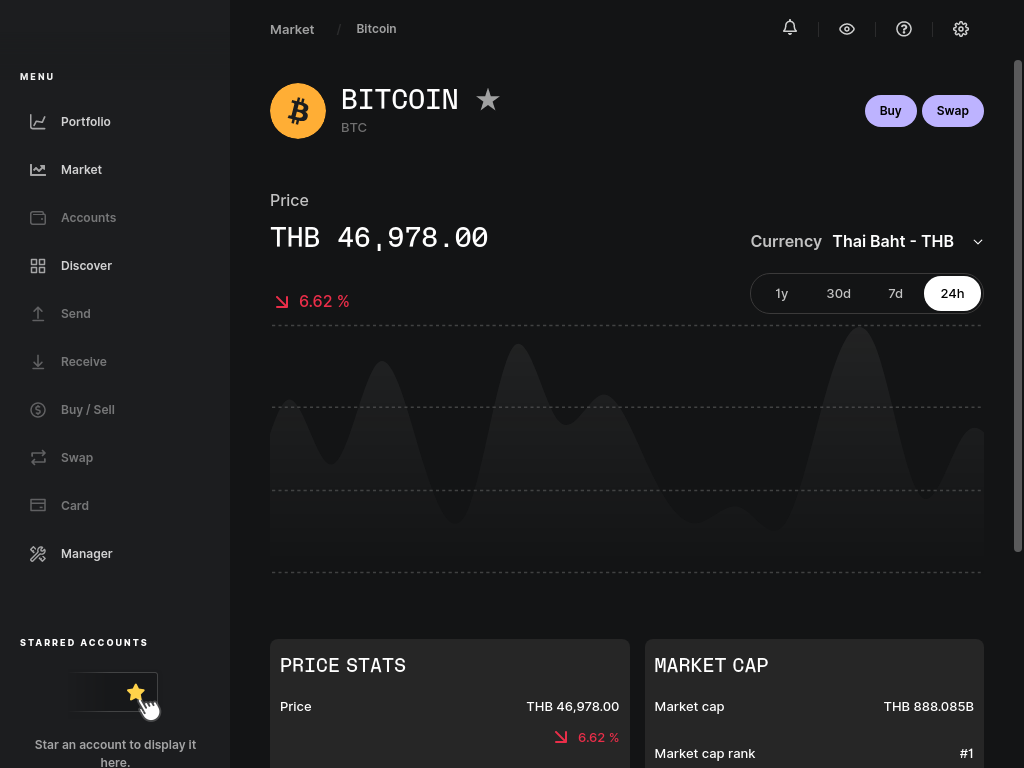 Market / Bitcoin
MENU
Portfolio
Market
Accounts
Discover
Send
Receive
Buy / Sell
Swap
Card
Manager
STARRED ACCOUNTS
Star an account to display it
here.
BITCOIN
BTC
Buy
Swap
Price
THB 46,978.00
Currency Thai Baht - THB
6.62 %
1y 30d 7d 24h
PRICE STATS
Price THB 46,978.00
6.62 %
MARKET CAP
Market cap THB 888.085B
Market cap rank #1